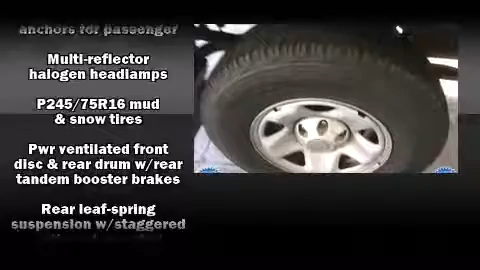 anchors for passenger
Multi-reflector
halogen headlamps
P245/75R16 mud
& snow tires
Pwr ventilated front
disc & rear drum w/rear
tandem booster brakes
Rear leaf-spring
suspension w/staggered